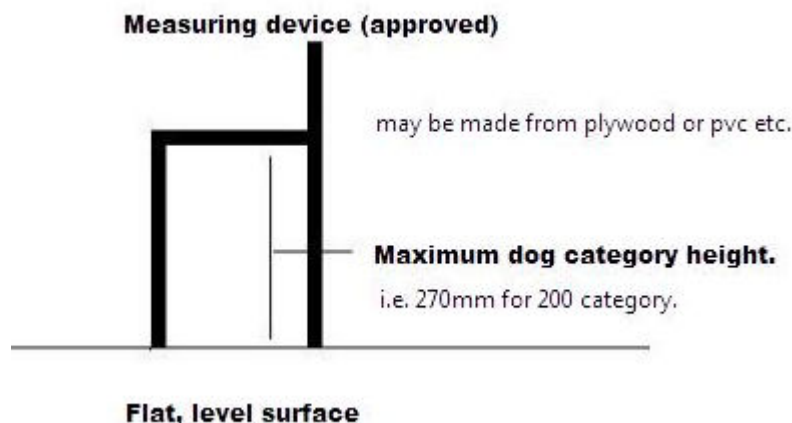 Measuring device (approved)
may be made from plywood or pvc etc.
Maximum dog category height.
i.e. 270mm for 200 category.
Flat, level surface